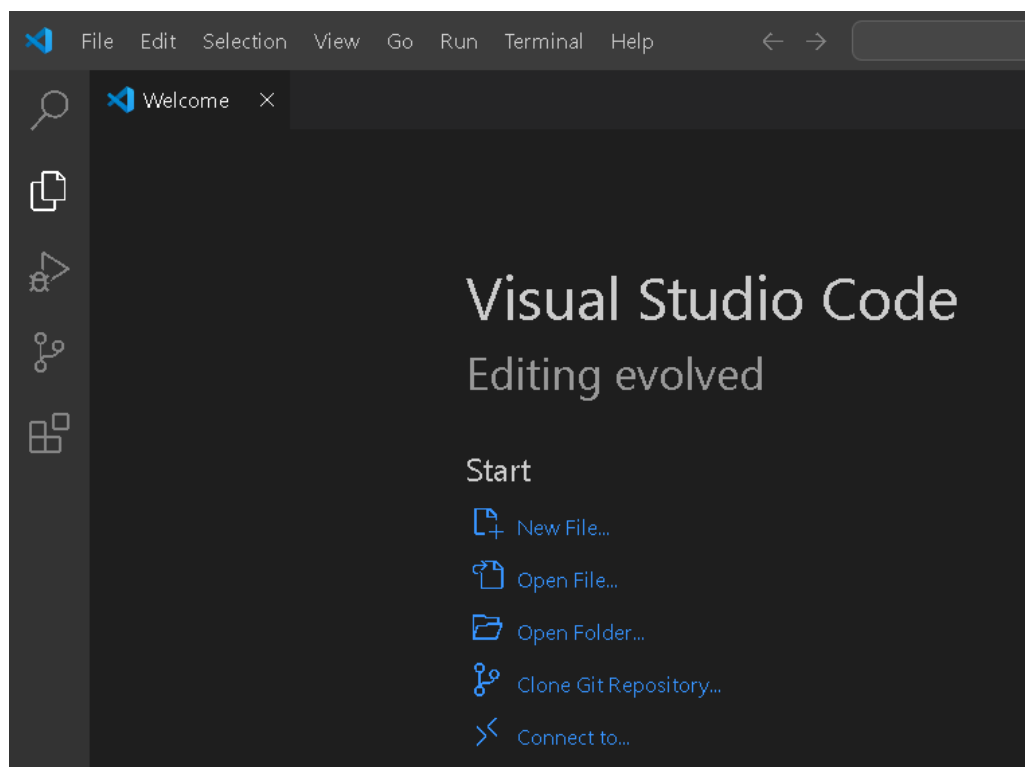 File Edit Selection View Go Run Terminal Help
Welcome
Visual Studio Code
Editing evolved
Start
New File...
Open File...
Open Folder...
Clone Git Repository...
Connect to...